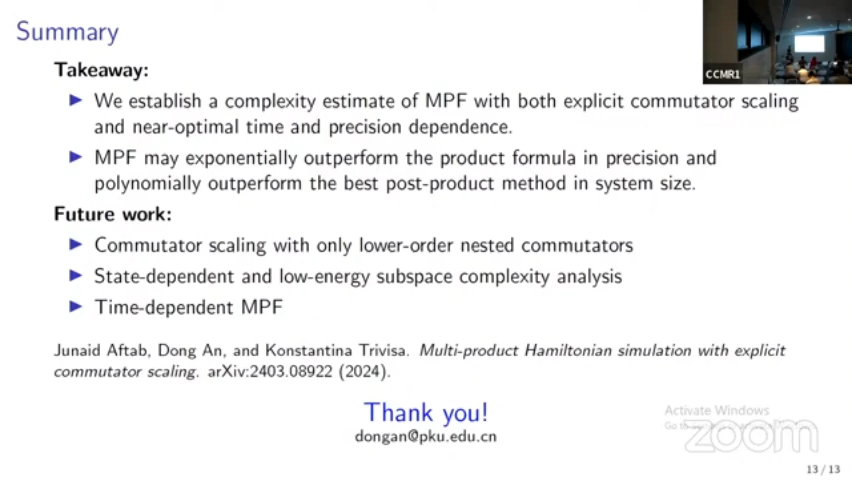 Summary
CCMR1
Takeaway:
We establish a complexity estimate of MPF with both explicit commutator scaling
and near-optimal time and precision dependence.
MPF may exponentially outperform the product formula in precision and
polynomially outperform the best post-product method in system size.
Future work:
Commutator scaling with only lower-order nested commutators
State-dependent and low-energy subspace complexity analysis
Time-dependent MPF
Junaid Aftab, Dong An, and Konstantina Trivisa. Multi-product Hamiltonian simulation with explicit
commutator scaling. arXiv:2403.08922 (2024).
Thank you!
dongan@pku.edu.cn
Activate Windows
Go to
zoom
13 / 13